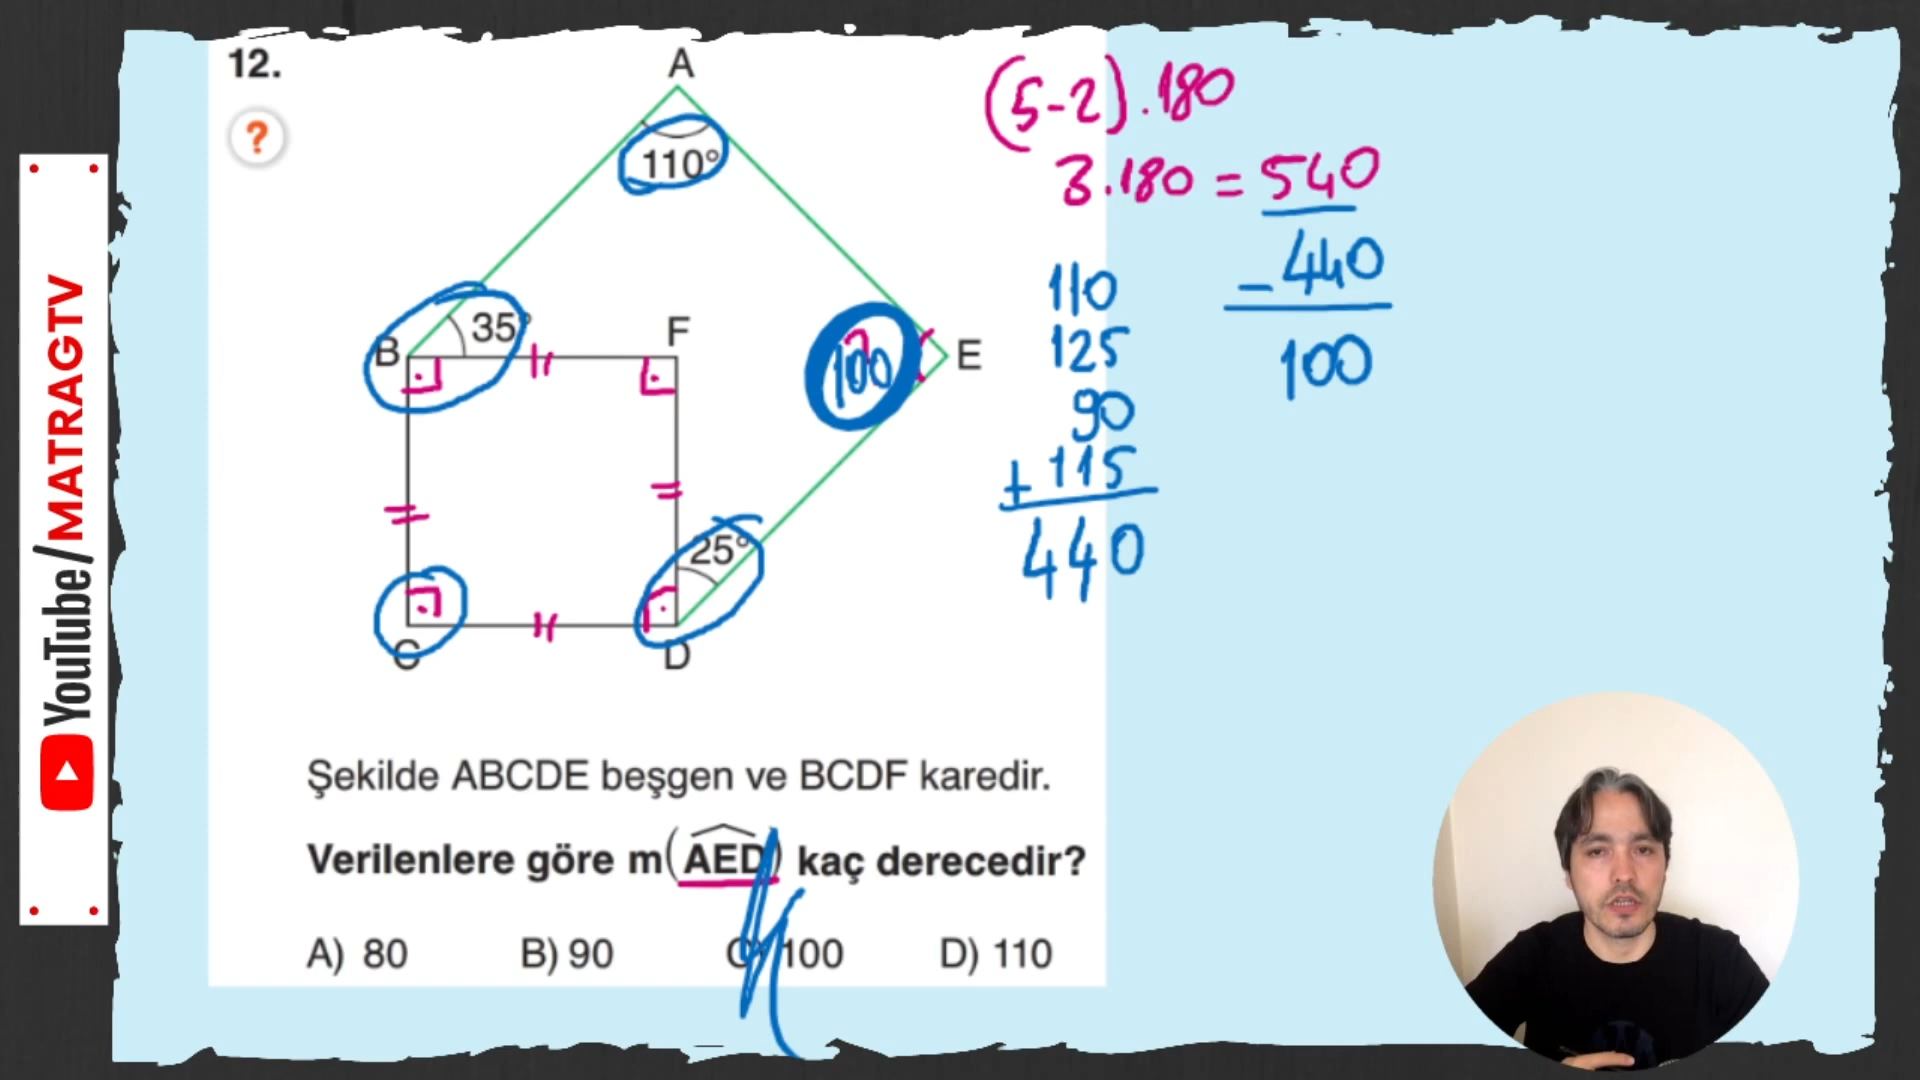 12.
?
A
110°
B
35°
F
E
100
25°
C
D
(5-2).180
3.180 = 540
-440
100
110
125
90
+115
440
Şekilde ABCDE beşgen ve BCDF karedir.
Verilenlere göre m(AED) kaç derecedir?
A) 80
B) 90
C) 100
D) 110
YouTube/MATRAGTV